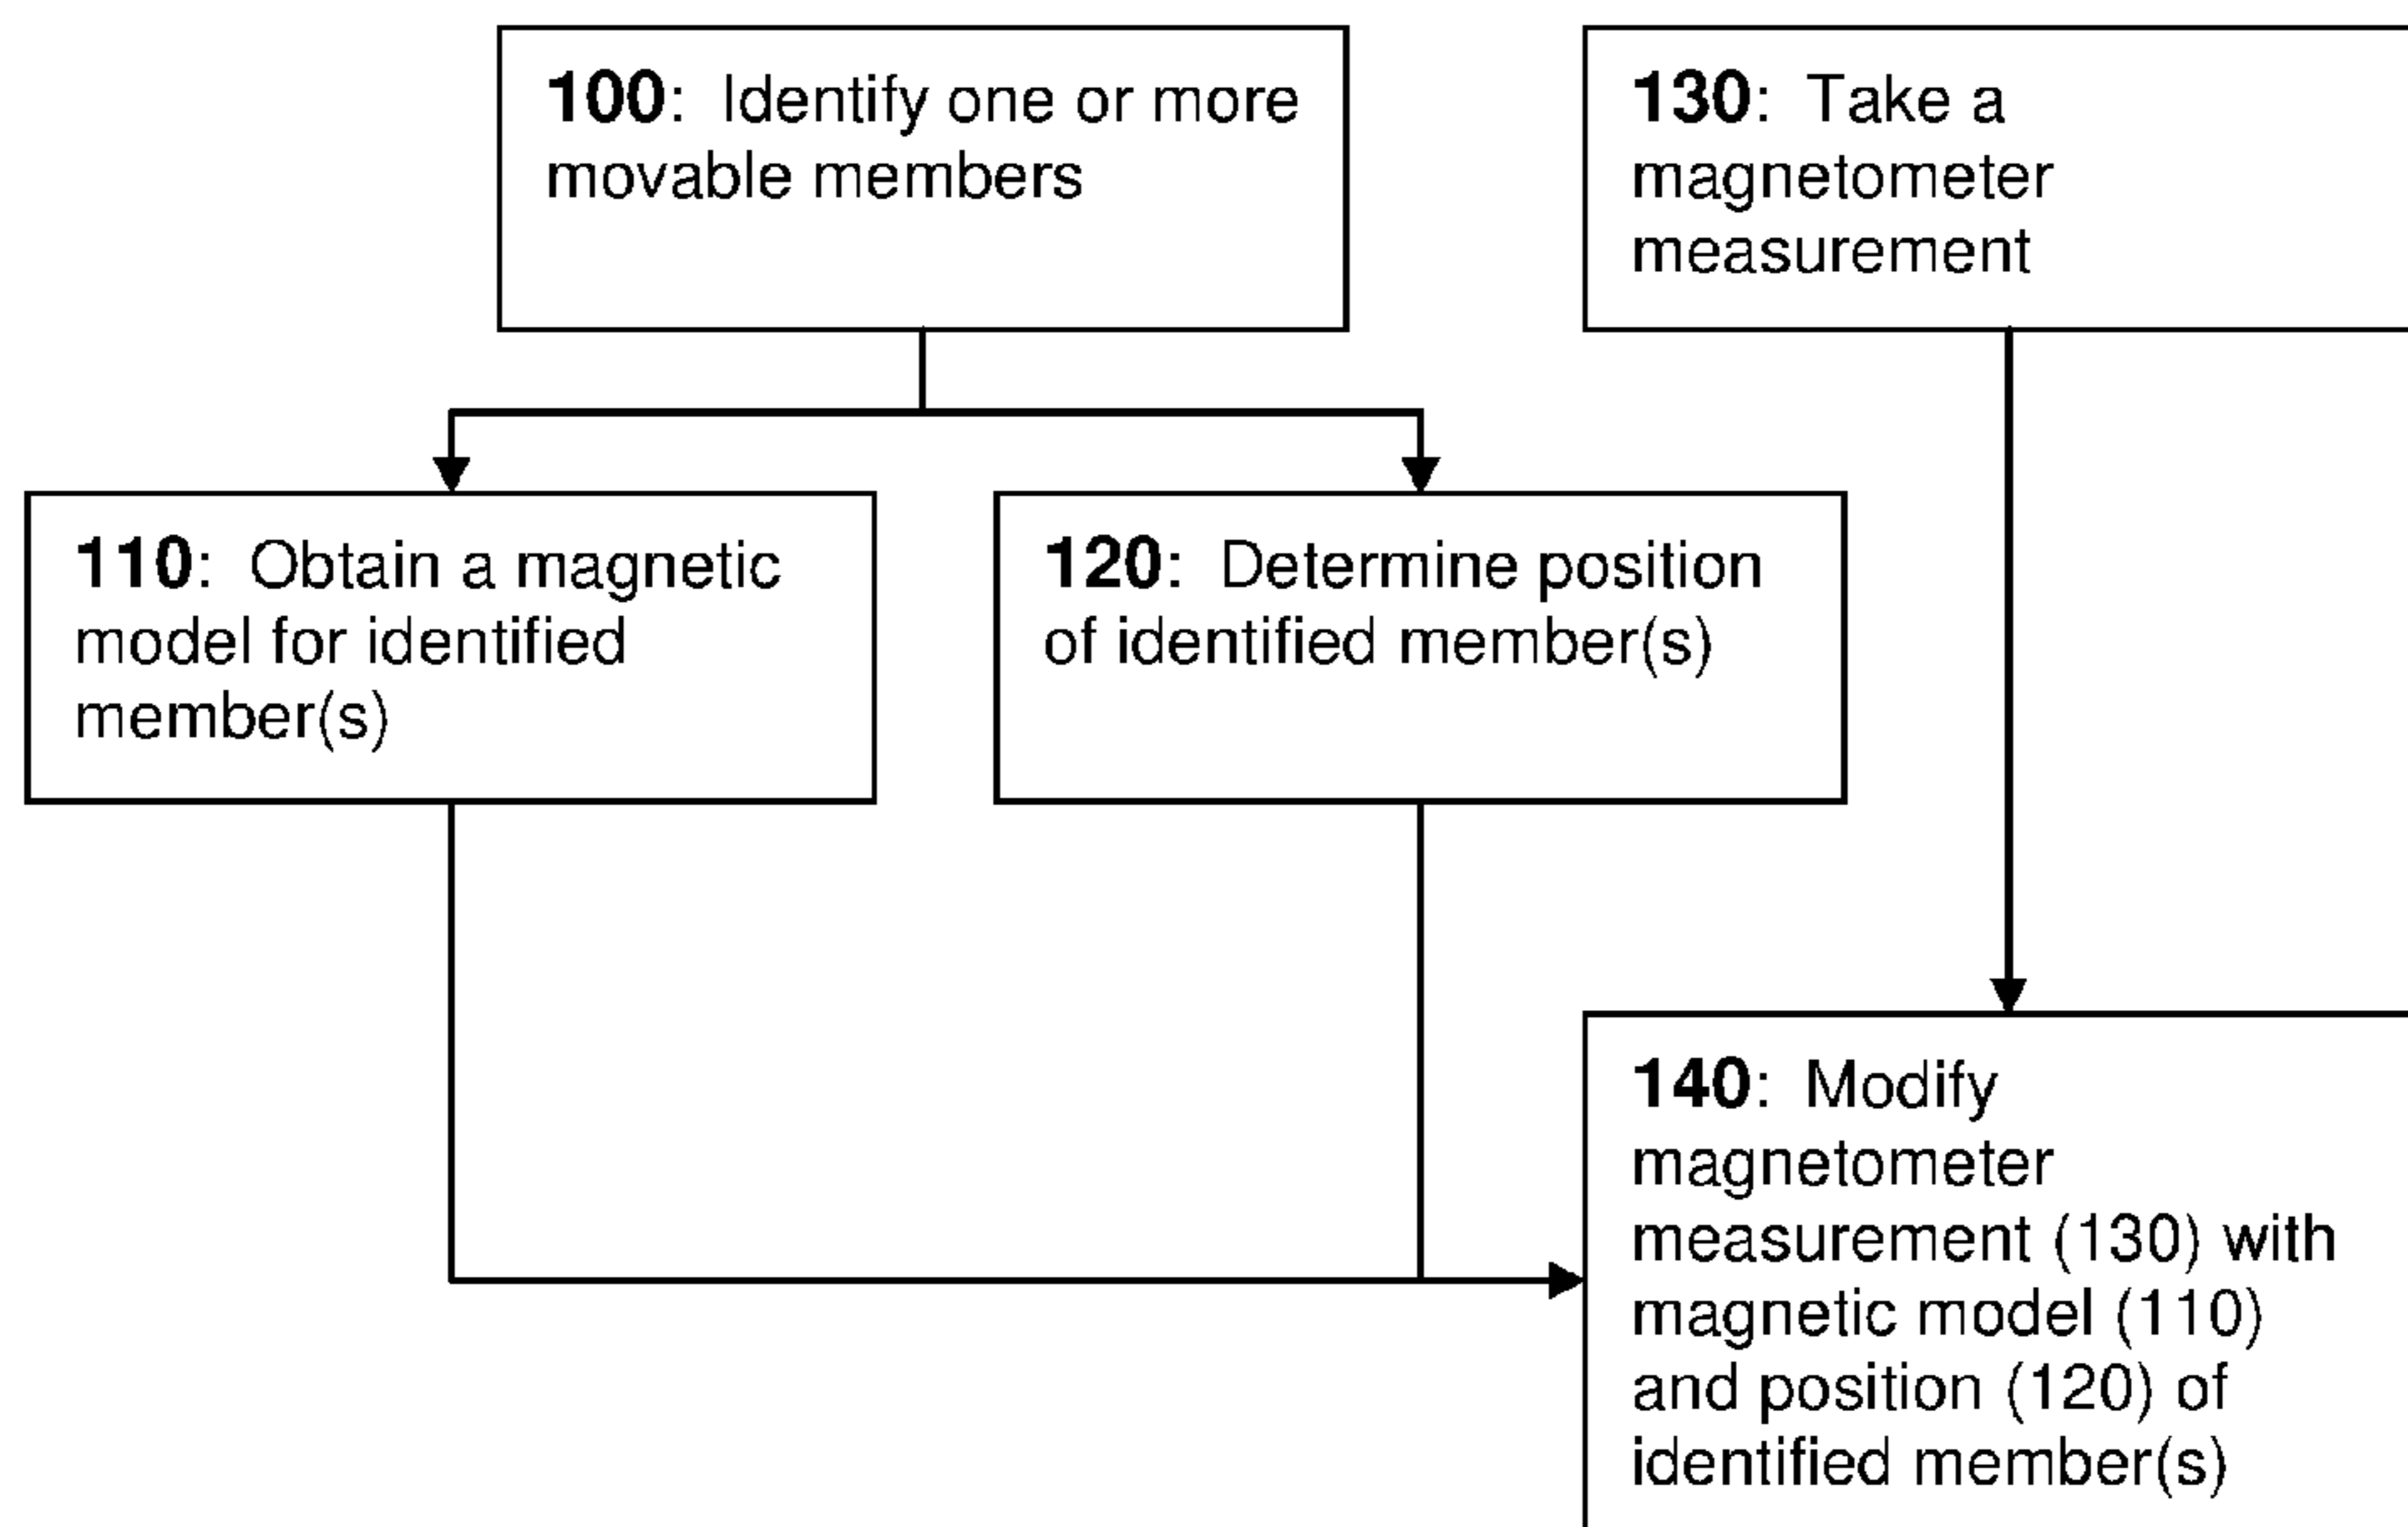 100: Identify one or more
movable members
130: Take a
magnetometer
measurement
110: Obtain a magnetic
model for identified
member(s)
120: Determine position
of identified member(s)
140: Modify
magnetometer
measurement (130) with
magnetic model (110)
and position (120) of
identified member(s)